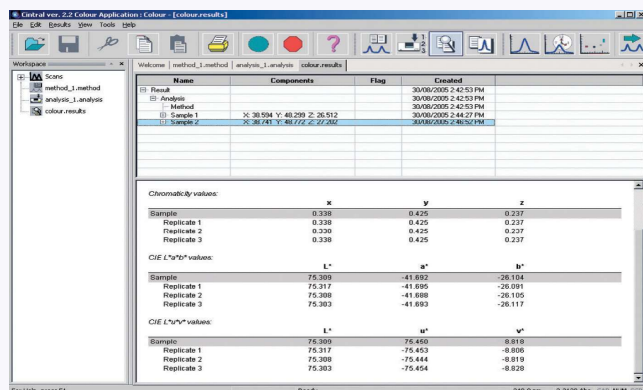 Cintral ver. 2.2 Colour Application : Colour - [colour.results]
File Edit Results View Tools Help
Workspace
Scans
method_1.method
analysis_1.analysis
colour.results
Welcome method_1.method analysis_1.analysis colour.results
Name Components Flag Created
Result 30/08/2005 2:42:53 PM
Analysis 30/08/2005 2:42:53 PM
Method 30/08/2005 2:42:53 PM
Sample 1 X: 38.594 Y: 48.299 Z: 26.512 30/08/2005 2:44:27 PM
Sample 2 X: 38.741 Y: 48.772 Z: 27.202 30/08/2005 2:46:52 PM
Chromaticity values:
x y z
Sample 0.338 0.425 0.237
Replicate 1 0.338 0.425 0.237
Replicate 2 0.330 0.425 0.237
Replicate 3 0.338 0.425 0.237
CIE L*a*b* values:
L* a* b*
Sample 75.309 -41.692 -26.104
Replicate 1 75.317 -41.695 -26.091
Replicate 2 75.308 -41.688 -26.105
Replicate 3 75.303 -41.693 -26.117
CIE L*u*v* values:
L* u* v*
Sample 75.309 75.450 8.818
Replicate 1 75.317 -75.453 -8.806
Replicate 2 75.308 -75.444 -8.819
Replicate 3 75.303 -75.454 -8.828